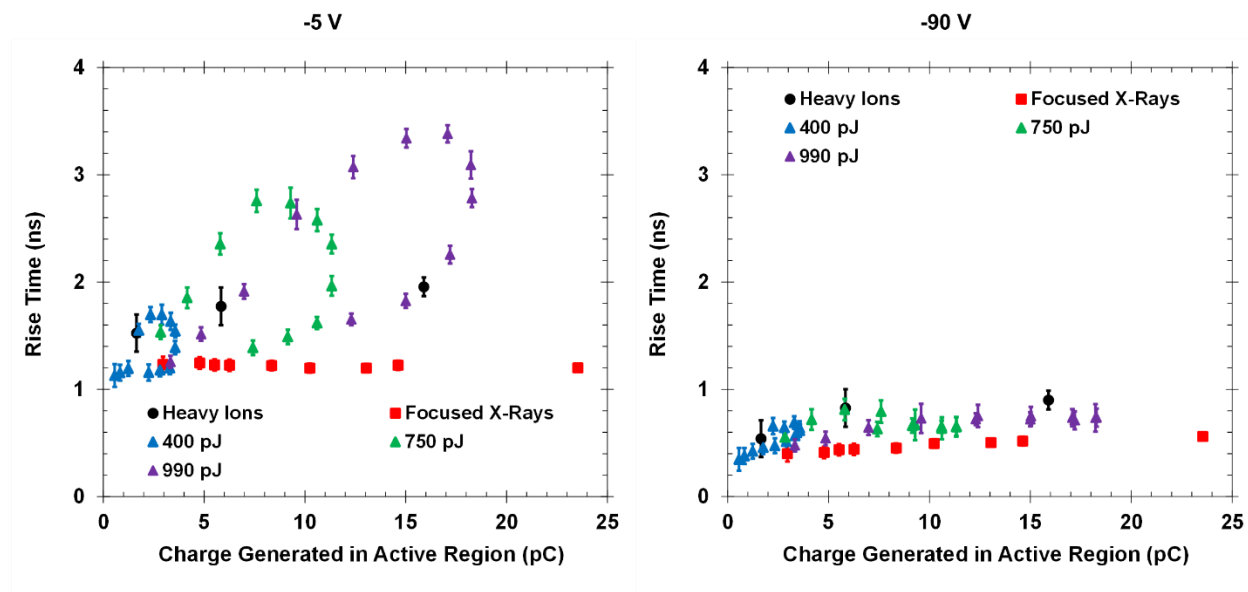 -5 V
4
3
2
1
0
Rise Time (ns)
Heavy Ions Focused X-Rays
400 pJ 750 pJ
990 pJ
0 5 10 15 20 25
Charge Generated in Active Region (pC)
-90 V
4
3
2
1
0
Rise Time (ns)
Heavy Ions Focused X-Rays
400 pJ 750 pJ
990 pJ
0 5 10 15 20 25
Charge Generated in Active Region (pC)